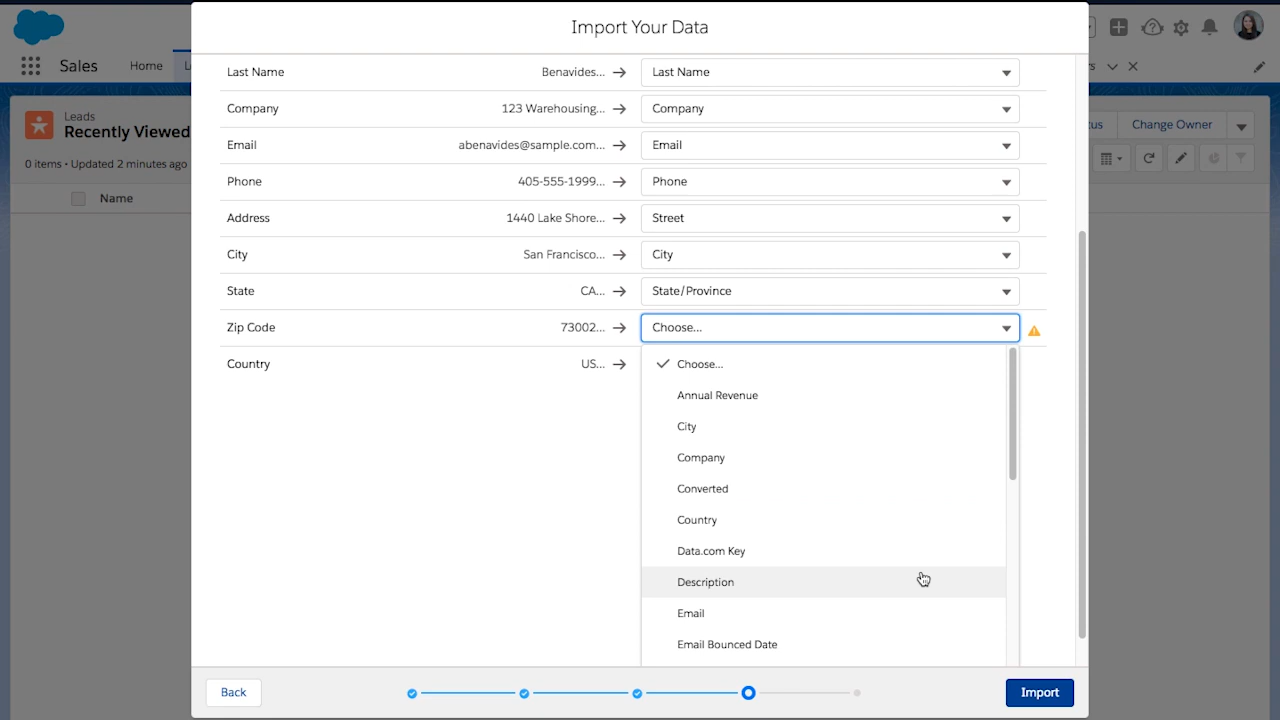 Import Your Data
Sales
Home
Leads
Recently Viewed
0 items • Updated 2 minutes ago
Name
Change Owner
Last Name
Benavides...
Last Name
Company
123 Warehousing...
Company
Email
abenavides@sample.com...
Email
Phone
405-555-1999...
Phone
Address
1440 Lake Shore...
Street
City
San Francisco...
City
State
CA...
State/Province
Zip Code
73002...
Choose...
Country
US...
Choose...
Annual Revenue
City
Company
Converted
Country
Data.com Key
Description
Email
Email Bounced Date
Back
Import